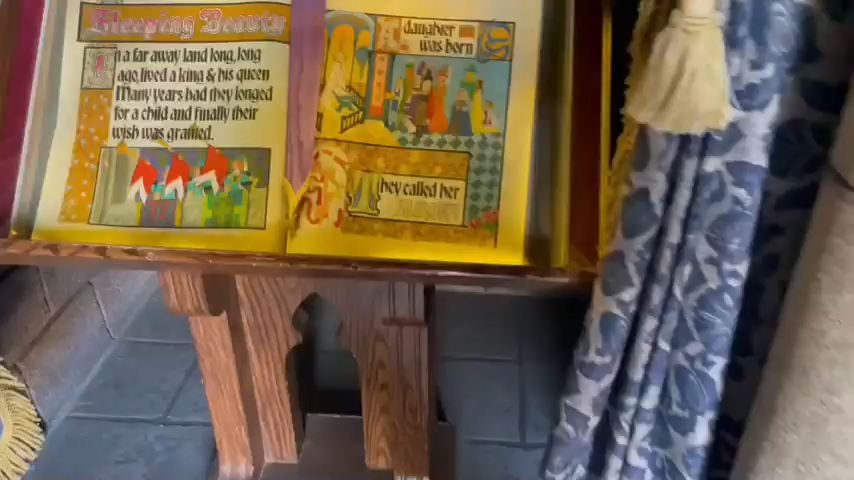 Sleeping Beauty
In a far away land, long, long
ago, lived a king & his queen
Many years had they longed
for a child and finally their
wish was granted.
A daughter
was born
They called her